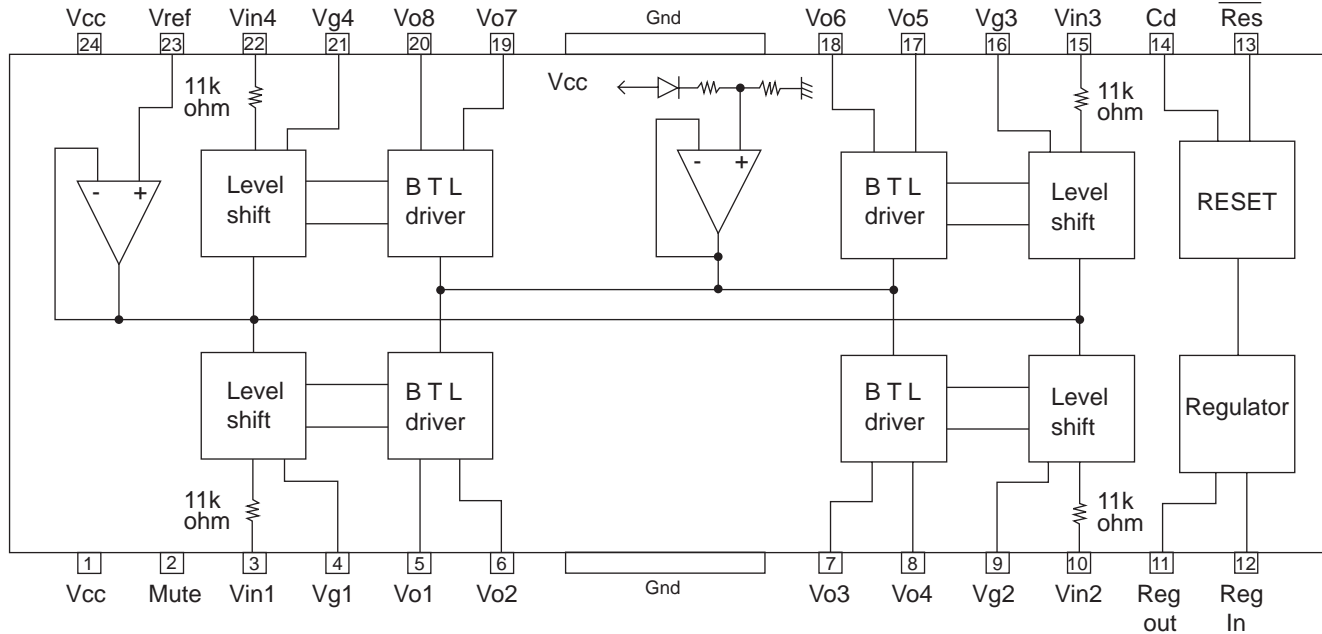 Vcc Vref Vin4 Vg4 Vo8 Vo7 Gnd Vo6 Vo5 Vg3 Vin3 Cd Res
24 23 22 21 20 19 18 17 16 15 14 13
11k
ohm
Vcc
11k
ohm
- +
Level
shift
B T L
driver
- +
B T L
driver
Level
shift
RESET
Level
shift
B T L
driver
B T L
driver
Level
shift
Regulator
11k
ohm
11k
ohm
1 2 3 4 5 6 7 8 9 10 11 12
Vcc Mute Vin1 Vg1 Vo1 Vo2 Gnd Vo3 Vo4 Vg2 Vin2 Reg
out
Reg
In